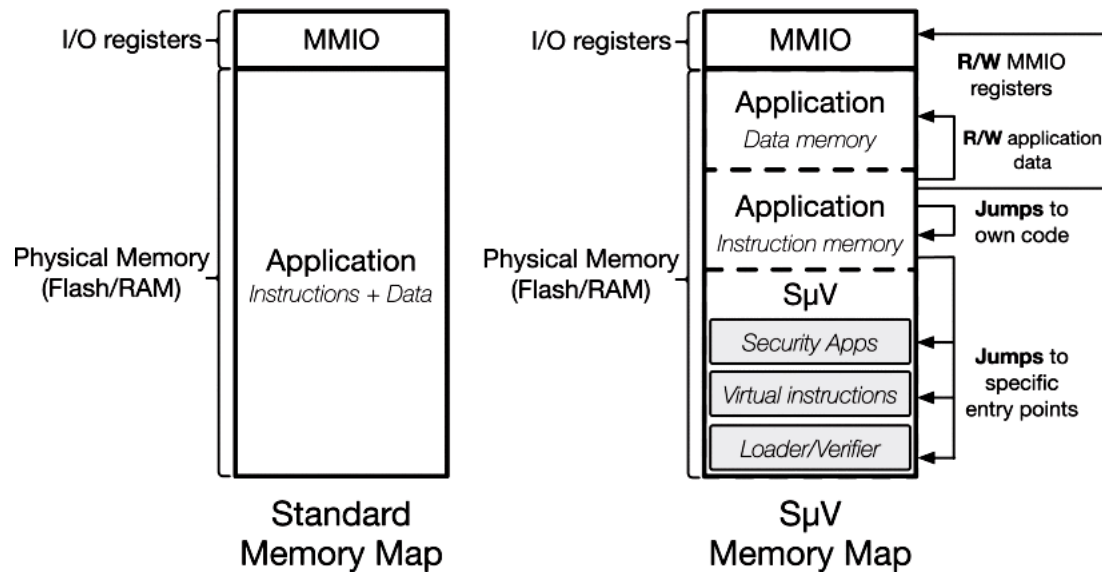 I/O registers
MMIO
Physical Memory
(Flash/RAM)
Application
Instructions + Data
Standard
Memory Map
I/O registers
MMIO
R/W MMIO
registers
Application
Data memory
R/W application
data
Application
Instruction memory
Jumps to
own code
Physical Memory
(Flash/RAM)
SμV
Security Apps
Virtual instructions
Loader/Verifier
Jumps to
specific
entry points
SμV
Memory Map